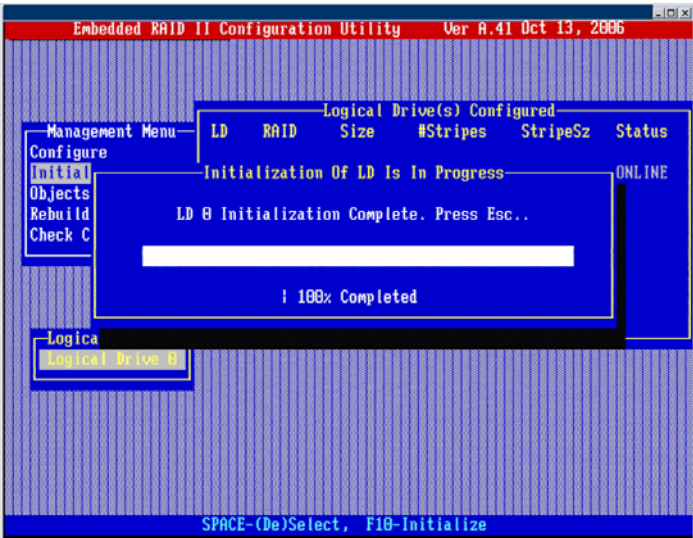 Embedded RAID II Configuration Utility Ver A.41 Oct 13, 2006
Logical Drive(s) Configured
LD RAID Size #Stripes StripeSz Status
ONLINE
Management Menu
Configure
Initial
Objects
Rebuild
Check C
Initialization Of LD Is In Progress
LD 0 Initialization Complete. Press Esc..
| 100% Completed
Logica
Logical Drive 0
SPACE-(De)Select, F10-Initialize